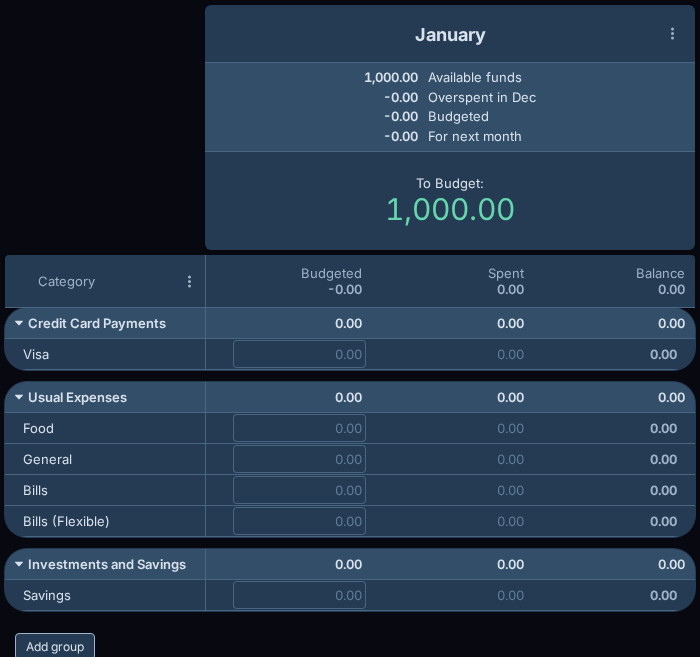 January
1,000.00 Available funds
-0.00 Overspent in Dec
-0.00 Budgeted
-0.00 For next month
To Budget:
1,000.00
Category Budgeted Spent Balance
-0.00 0.00 0.00
Credit Card Payments 0.00 0.00 0.00
Visa 0.00 0.00 0.00
Usual Expenses 0.00 0.00 0.00
Food 0.00 0.00 0.00
General 0.00 0.00 0.00
Bills 0.00 0.00 0.00
Bills (Flexible) 0.00 0.00 0.00
Investments and Savings 0.00 0.00 0.00
Savings 0.00 0.00 0.00
Add group